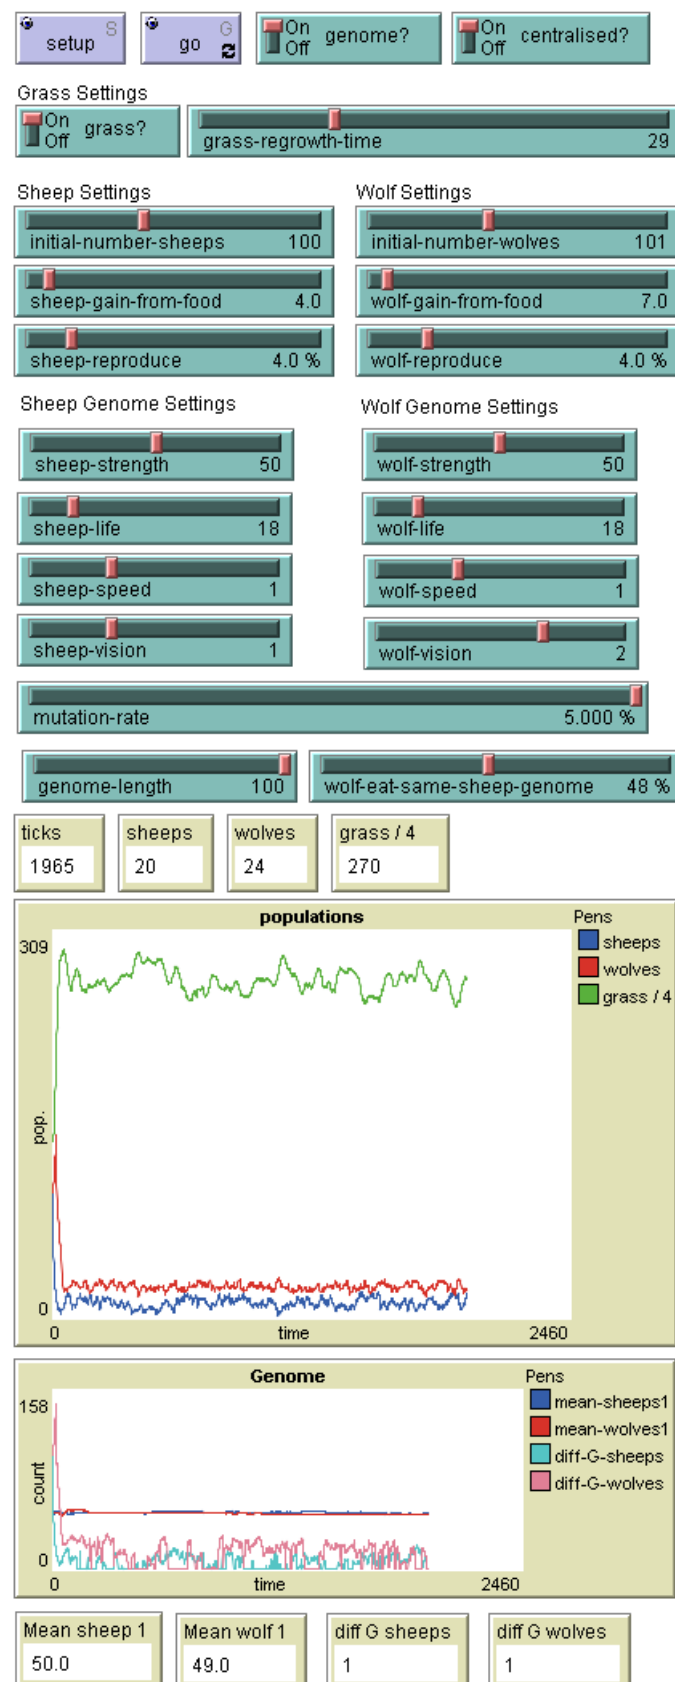 setup S
go G
On Off genome?
On Off centralised?
Grass Settings
On Off grass?
grass-regrowth-time 29
Sheep Settings
Wolf Settings
initial-number-sheeps 100
initial-number-wolves 101
sheep-gain-from-food 4.0
wolf-gain-from-food 7.0
sheep-reproduce 4.0 %
wolf-reproduce 4.0 %
Sheep Genome Settings
Wolf Genome Settings
sheep-strength 50
wolf-strength 50
sheep-life 18
wolf-life 18
sheep-speed 1
wolf-speed 1
sheep-vision 1
wolf-vision 2
mutation-rate 5.000 %
genome-length 100
wolf-eat-same-sheep-genome 48 %
ticks
1965
sheeps
20
wolves
24
grass / 4
270
populations
309
pop.
0
0 time 2460
Pens
sheeps
wolves
grass / 4
Genome
158
count
0
0 time 2460
Pens
mean-sheeps1
mean-wolves1
diff-G-sheeps
diff-G-wolves
Mean sheep 1
50.0
Mean wolf 1
49.0
diff G sheeps
1
diff G wolves
1